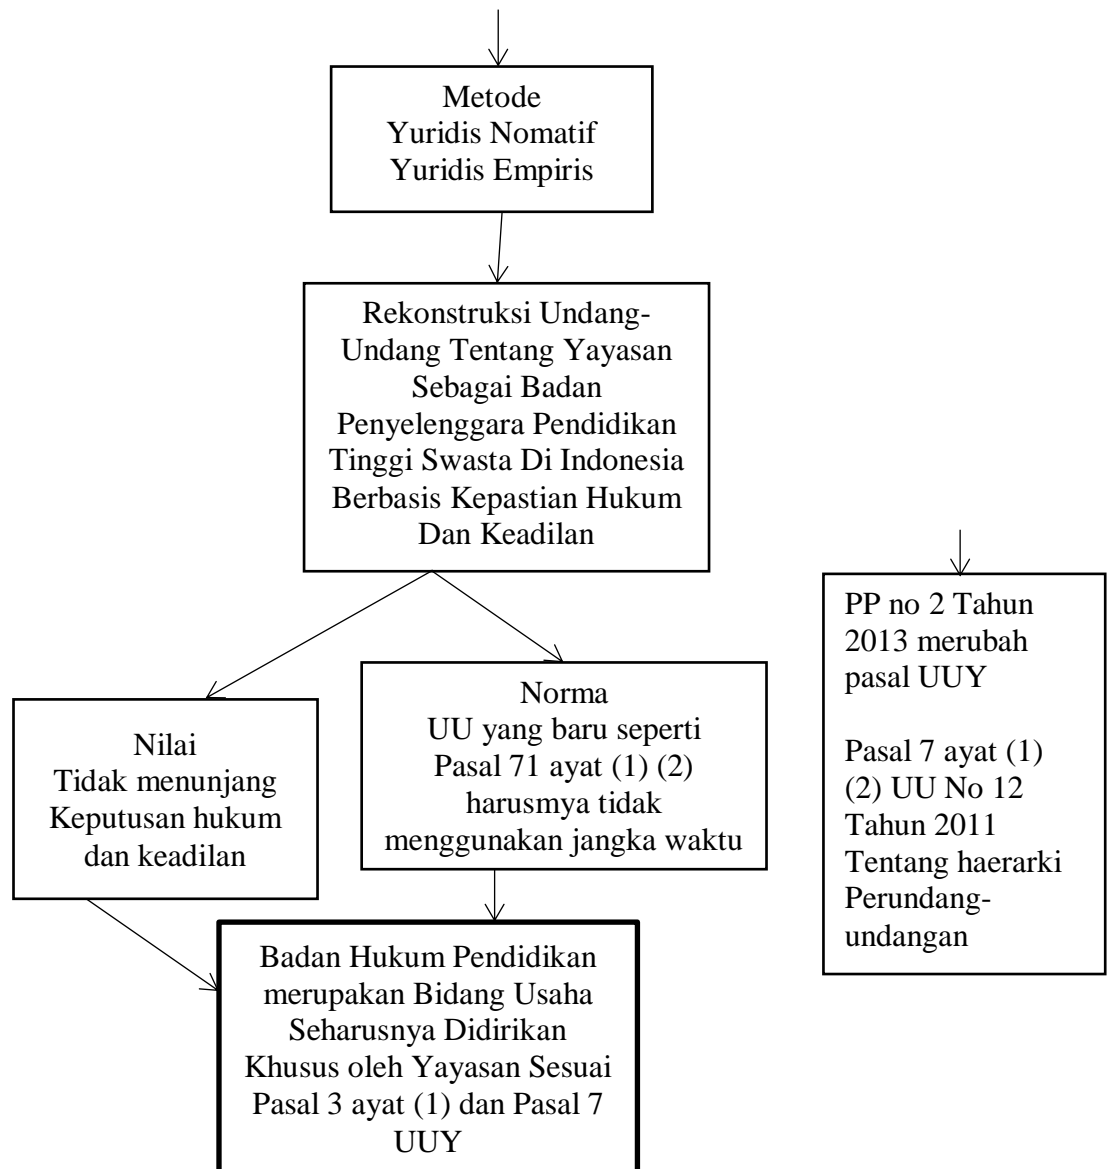 Metode
Yuridis Nomatif
Yuridis Empiris
Rekonstruksi Undang-
Undang Tentang Yayasan
Sebagai Badan
Penyelenggara Pendidikan
Tinggi Swasta Di Indonesia
Berbasis Kepastian Hukum
Dan Keadilan
Nilai
Tidak menunjang
Keputusan hukum
dan keadilan
Norma
UU yang baru seperti
Pasal 71 ayat (1) (2)
harusmya tidak
menggunakan jangka waktu
PP no 2 Tahun
2013 merubah
pasal UUY
Pasal 7 ayat (1)
(2) UU No 12
Tahun 2011
Tentang haerarki
Perundang-
undangan
Badan Hukum Pendidikan
merupakan Bidang Usaha
Seharusnya Didirikan
Khusus oleh Yayasan Sesuai
Pasal 3 ayat (1) dan Pasal 7
UUY